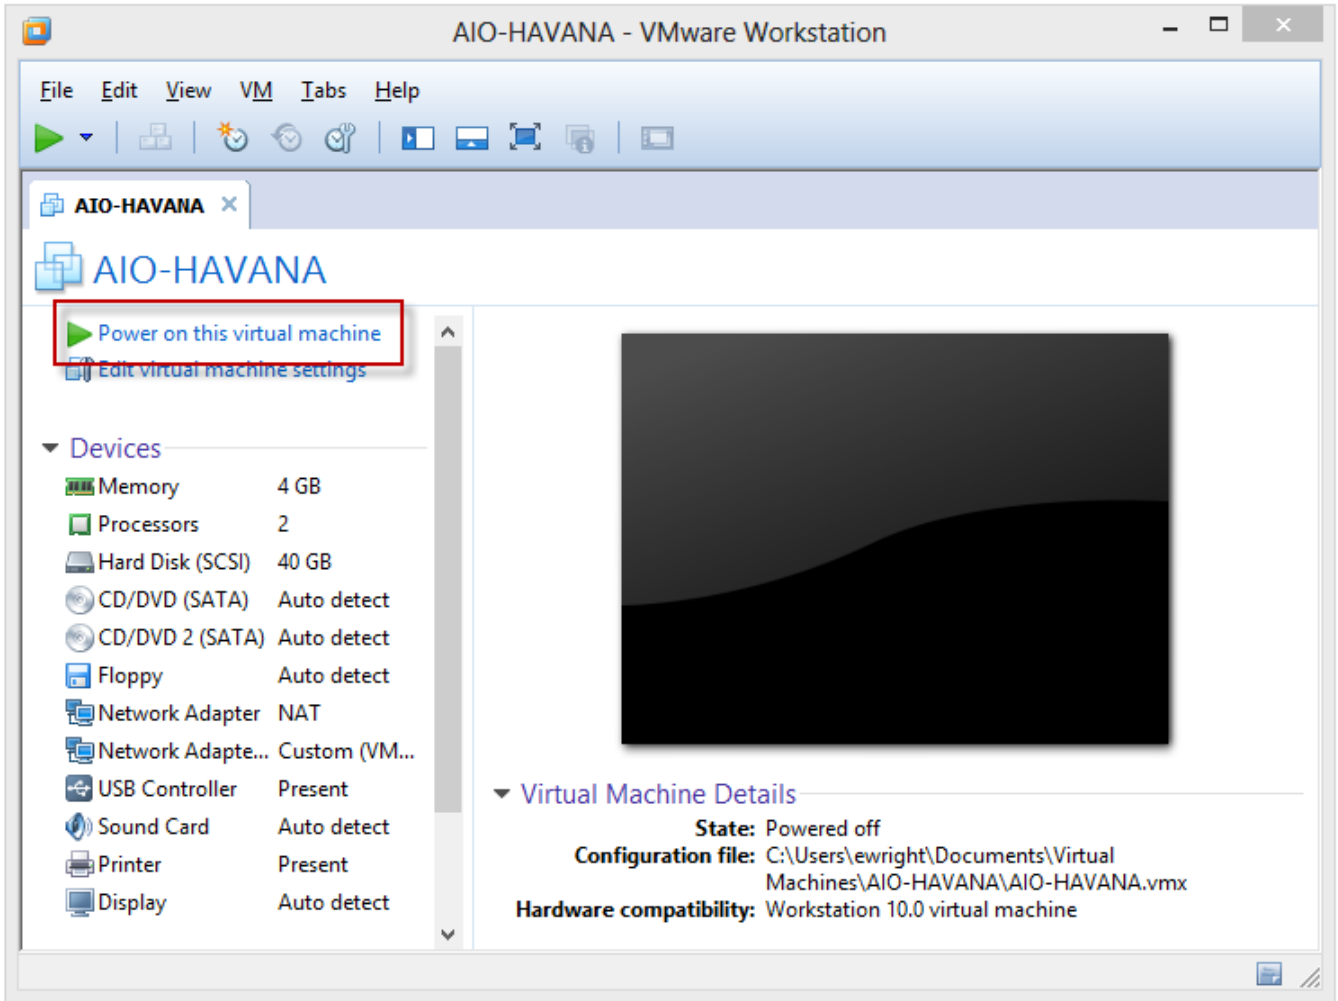 AIO-HAVANA - VMware Workstation
File Edit View VM Tabs Help
AIO-HAVANA
AIO-HAVANA
Power on this virtual machine
Edit virtual machine settings
Devices
Memory 4 GB
Processors 2
Hard Disk (SCSI) 40 GB
CD/DVD (SATA) Auto detect
CD/DVD 2 (SATA) Auto detect
Floppy Auto detect
Network Adapter NAT
Network Adapte... Custom (VM...
USB Controller Present
Sound Card Auto detect
Printer Present
Display Auto detect
Virtual Machine Details
State: Powered off
Configuration file: C:\Users\ewright\Documents\Virtual
Machines\AIO-HAVANA\AIO-HAVANA.vmx
Hardware compatibility: Workstation 10.0 virtual machine